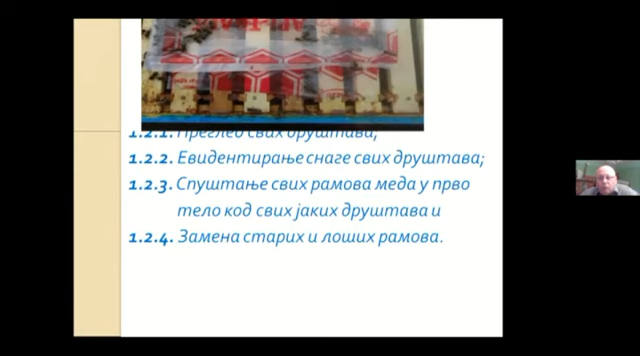 1.2.1. Преглед свих друштава;
1.2.2. Евидентирање снаге свих друштава;
1.2.3. Спуштање свих рамова меда у прво
тело код свих јаких друштава и
1.2.4. Замена старих и лоших рамова.